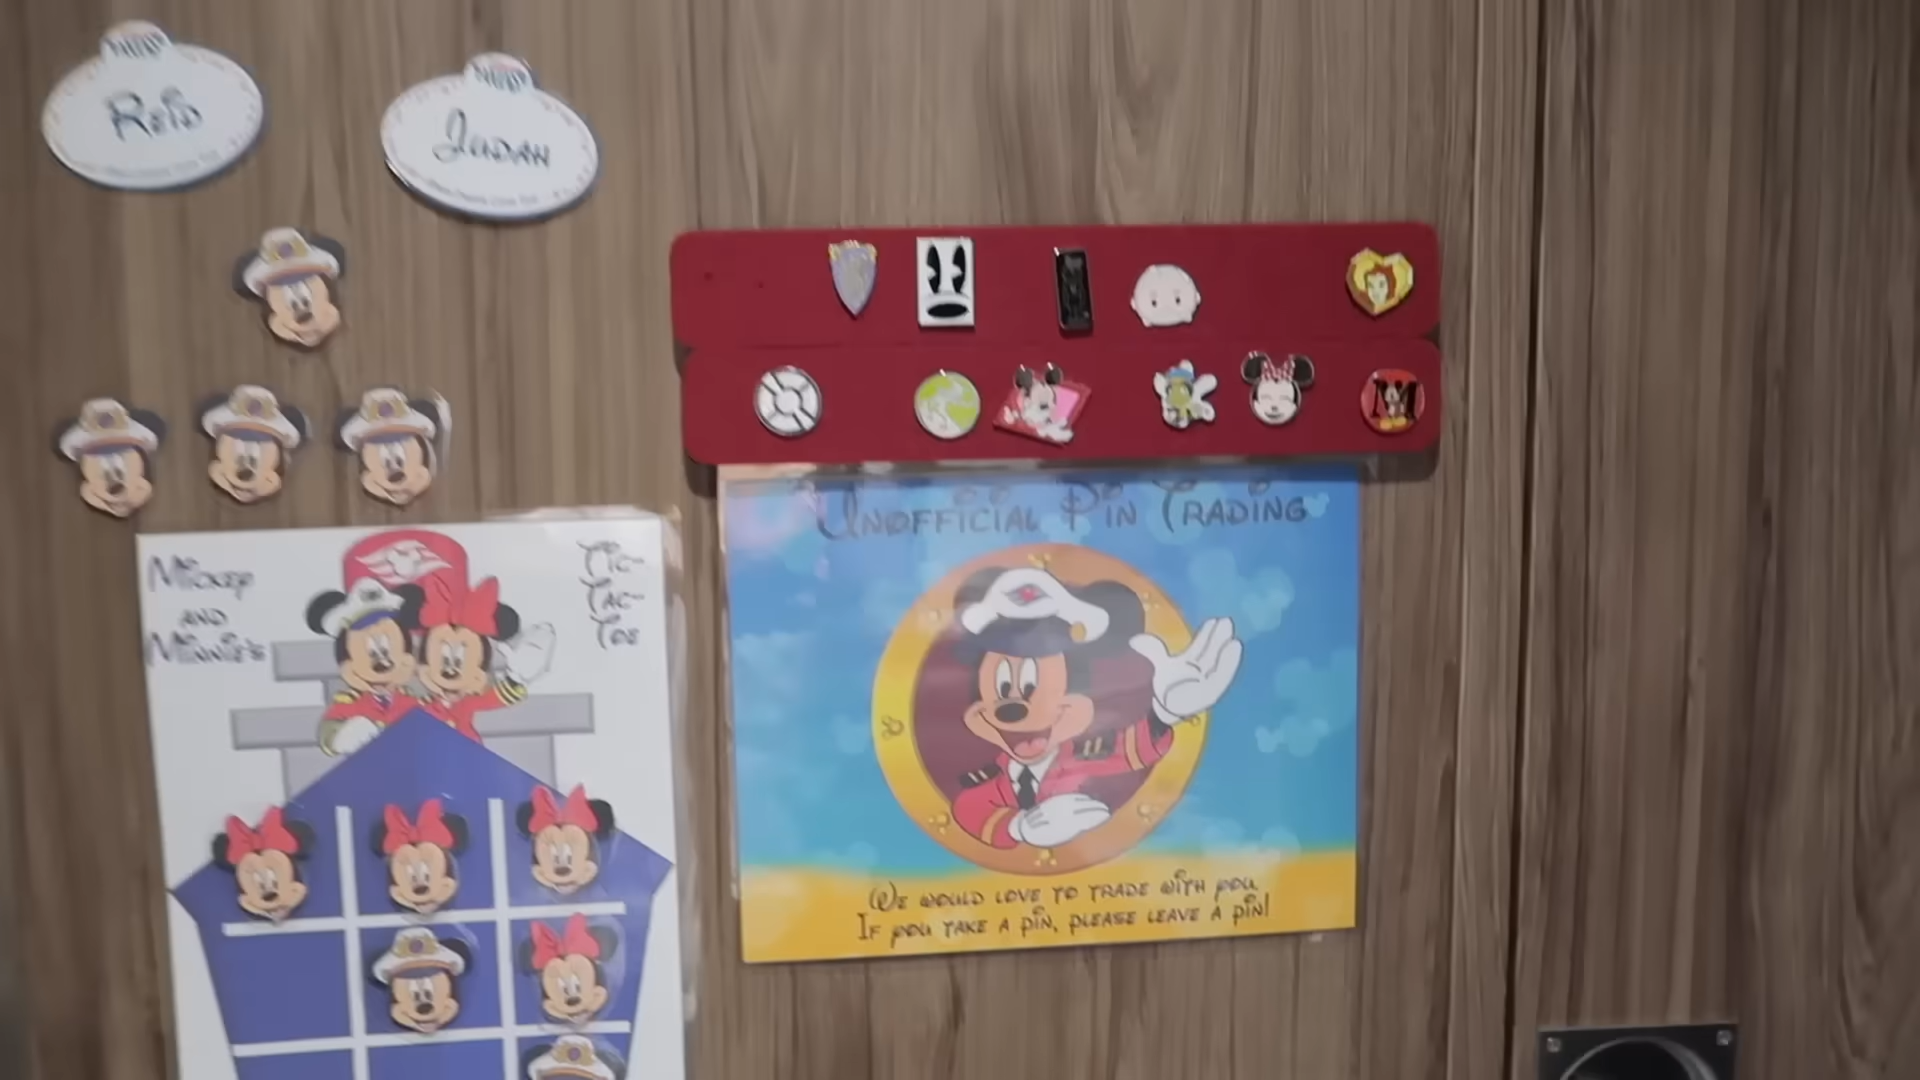 Reid
Judah
Mickey
and
Minnie's
Tic-
Tac-
Toe
Unofficial Pin Trading
We would love to trade with you.
If you take a pin, please leave a pin!
M